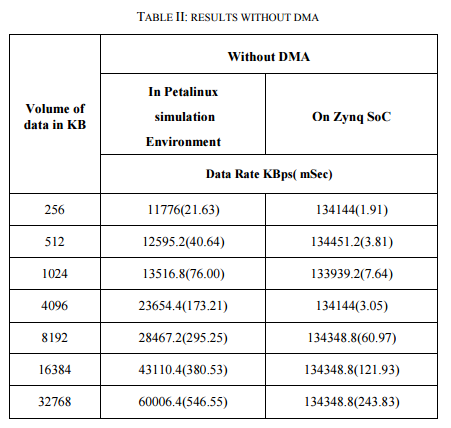 TABLE II: RESULTS WITHOUT DMA
Volume of
data in KB
Without DMA
In Petalinux
simulation
Environment
On Zynq SoC
Data Rate KBps( mSec)
256 11776(21.63) 134144(1.91)
512 12595.2(40.64) 134451.2(3.81)
1024 13516.8(76.00) 133939.2(7.64)
4096 23654.4(173.21) 134144(3.05)
8192 28467.2(295.25) 134348.8(60.97)
16384 43110.4(380.53) 134348.8(121.93)
32768 60006.4(546.55) 134348.8(243.83)